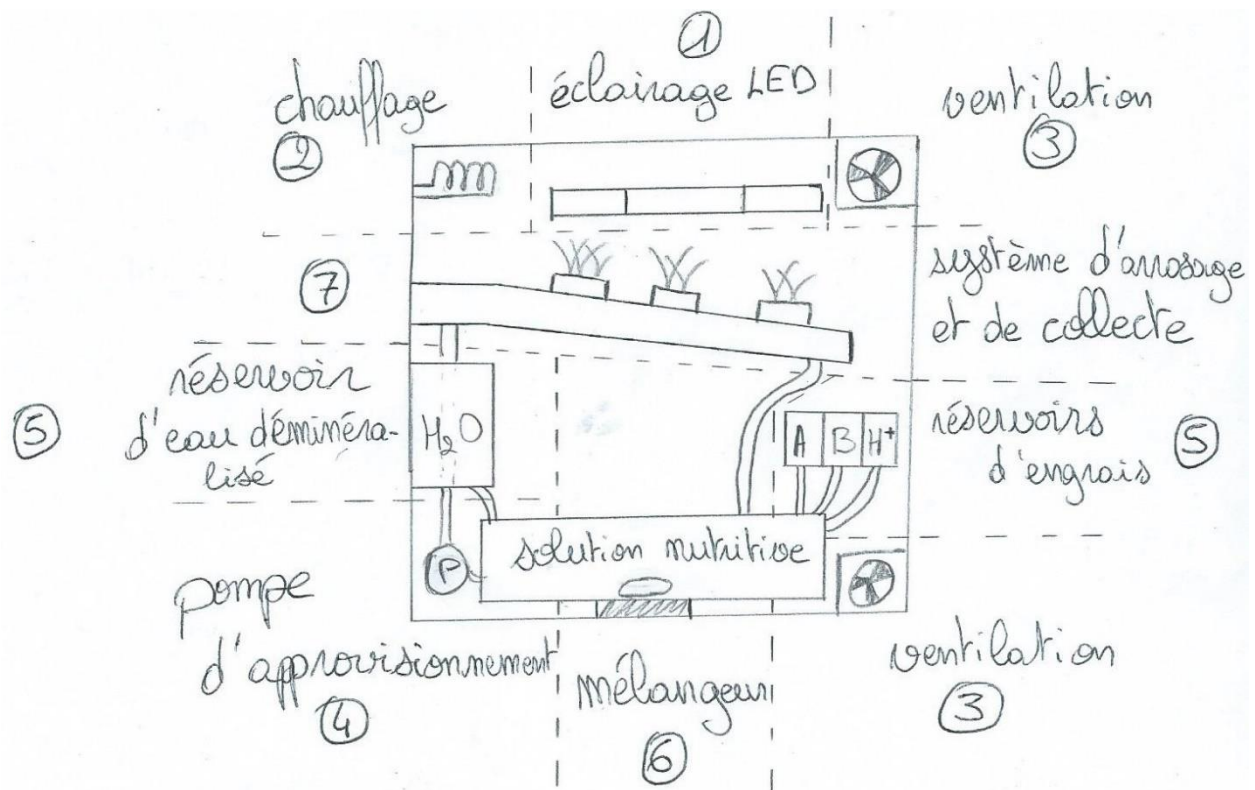 ①
chauffage
②
éclairage LED
ventilation
③
⑦
système d'arrosage
et de collecte
réservoir
d'eau déminéra-
lisé
⑤
H₂O
A B H⁺
réservoirs
d'engrais
⑤
solution nutritive
P
pompe
d'approvisionnement
④
mélangeur
⑥
ventilation
③